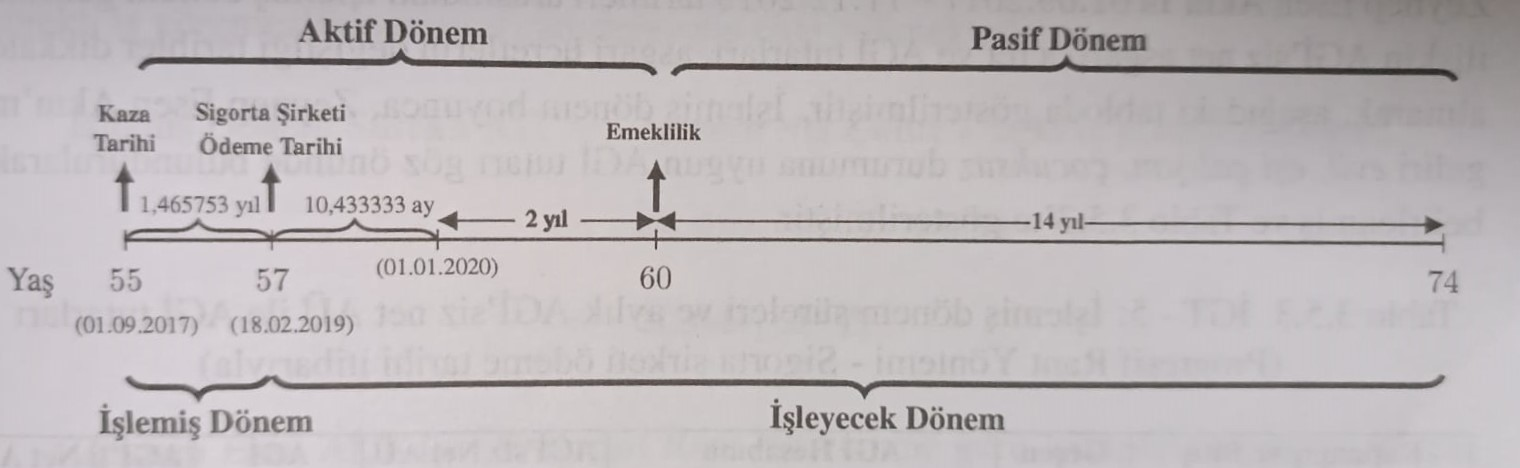 Aktif Dönem
Pasif Dönem
Kaza
Tarihi
Sigorta Şirketi
Ödeme Tarihi
Emeklilik
1,465753 yıl
10,433333 ay
2 yıl
14 yıl
(01.01.2020)
Yaş 55 57 60 74
(01.09.2017) (18.02.2019)
İşlemiş Dönem
İşleyecek Dönem